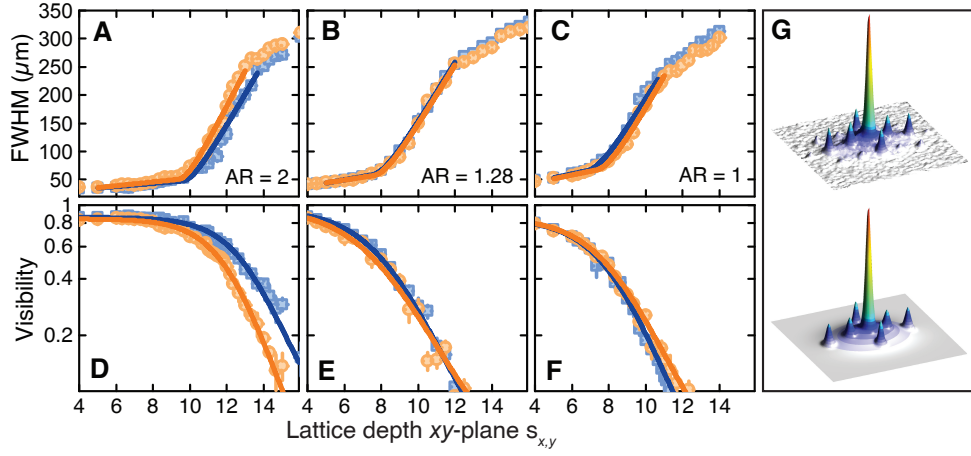 A B C G
FWHM (µm)
350
300
250
200
150
100
50
AR = 2 AR = 1.28 AR = 1
Visibility
1
0.8
0.6
0.4
0.2
D E F
4 6 8 10 12 14 4 6 8 10 12 14 4 6 8 10 12 14
Lattice depth xy-plane s x,y